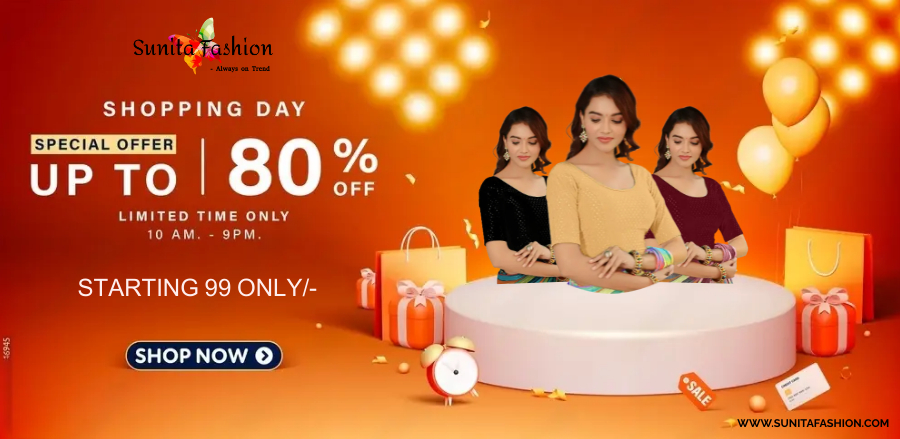 Sunita Fashion
- Always on Trend
SHOPPING DAY
SPECIAL OFFER
UP TO
80%
OFF
LIMITED TIME ONLY
10 AM. - 9PM.
STARTING 99 ONLY/-
SHOP NOW
SALE
WWW.SUNITAFASHION.COM